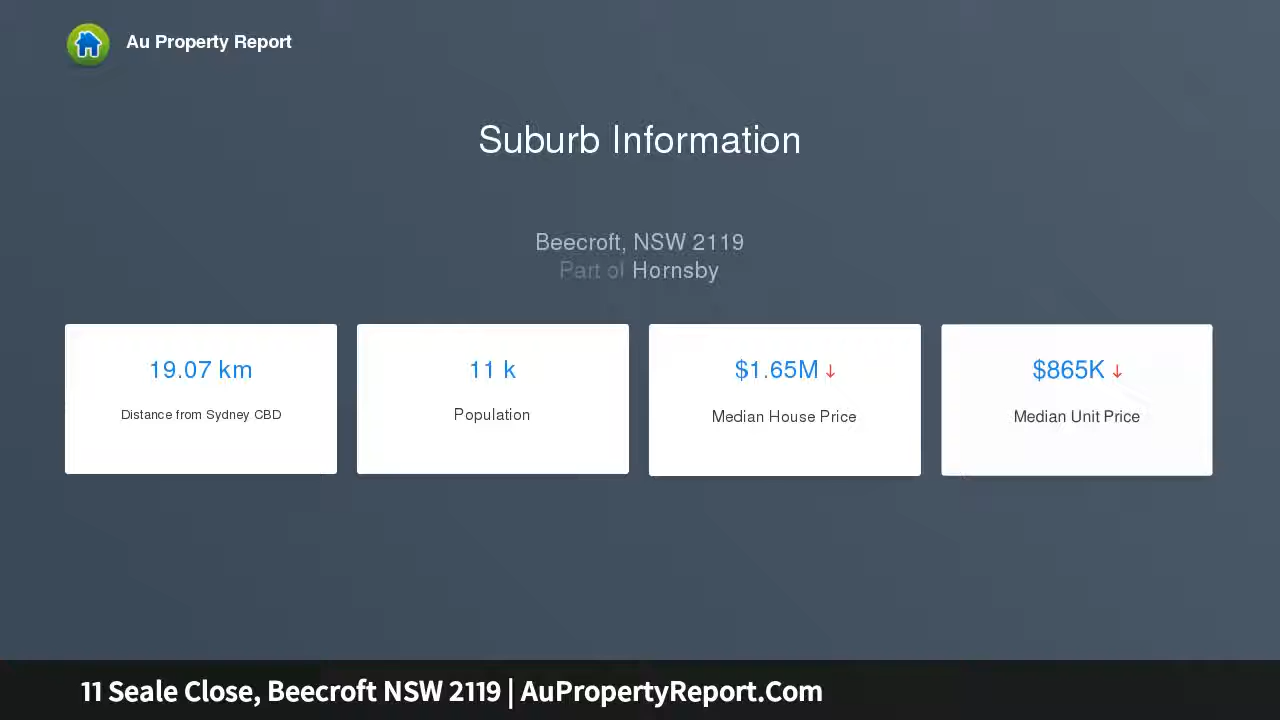 Au Property Report
Suburb Information
Beecroft, NSW 2119
Part of Hornsby
19.07 km
Distance from Sydney CBD
11 k
Population
$1.65M ↓
Median House Price
$865K ↓
Median Unit Price
11 Seale Close, Beecroft NSW 2119 | AuPropertyReport.Com